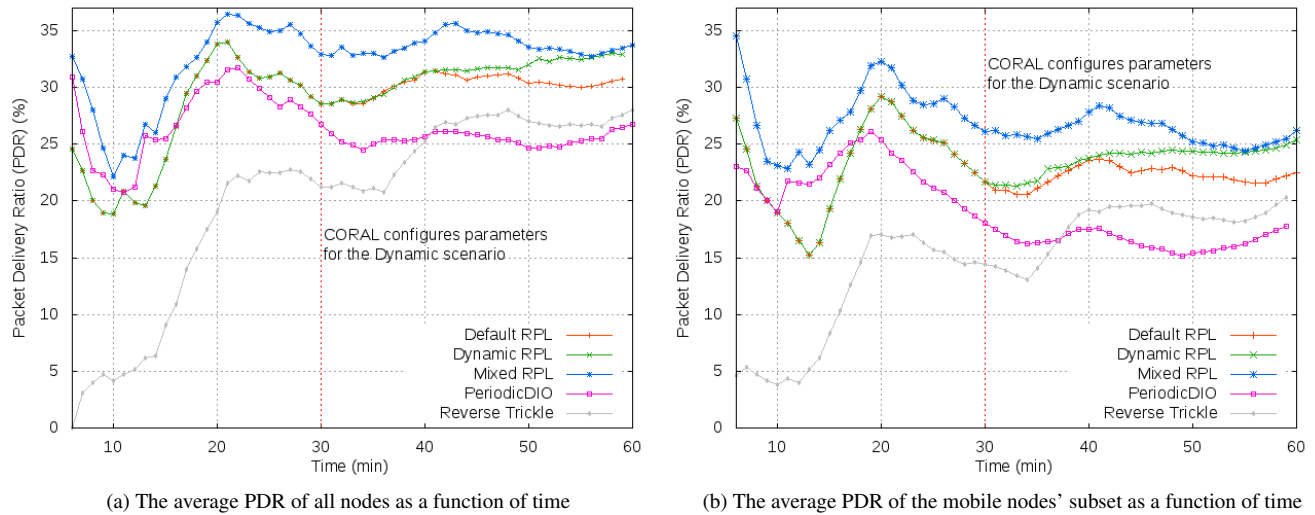 Packet Delivery Ratio (PDR) (%)
35
30
25
20
15
10
5
0
CORAL configures parameters
for the Dynamic scenario
Default RPL
Dynamic RPL
Mixed RPL
PeriodicDIO
Reverse Trickle
10
20
30
40
50
60
Time (min)
(a) The average PDR of all nodes as a function of time
Packet Delivery Ratio (PDR) (%)
35
30
25
20
15
10
5
0
CORAL configures parameters
for the Dynamic scenario
Default RPL
Dynamic RPL
Mixed RPL
PeriodicDIO
Reverse Trickle
10
20
30
40
50
60
Time (min)
(b) The average PDR of the mobile nodes’ subset as a function of time